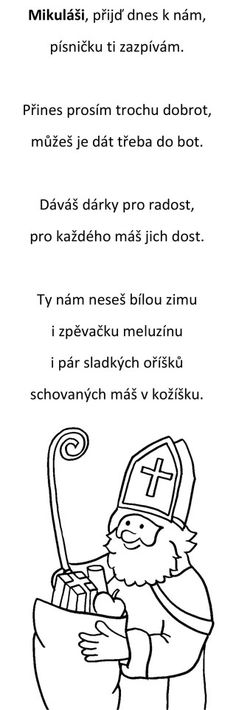 Mikuláši, přijď dnes k nám,
písničku ti zazpívám.
Přines prosím trochu dobrot,
můžeš je dát třeba do bot.
Dáváš dárky pro radost,
pro každého máš jich dost.
Ty nám neseš bílou zimu
i zpěvačku meluzínu
i pár sladkých oříšků
schovaných máš v kožíšku.